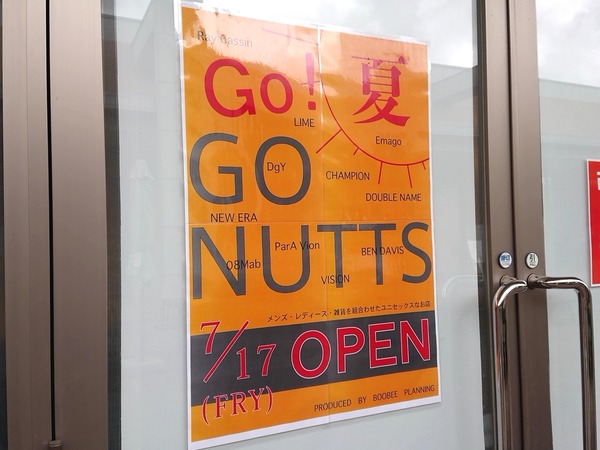 Ray Cassin
Go! 夏
LIME
Emago
GO
DgY
CHAMPION
DOUBLE NAME
NEW ERA
NUTTS
ParA Vion
BEN DAVIS
08Mab
VISION
メンズ・レディース・雑貨を組合わせたユニセックスなお店
7/17 OPEN
(FRY)
PRODUCED BY BOOBEE PLANNING